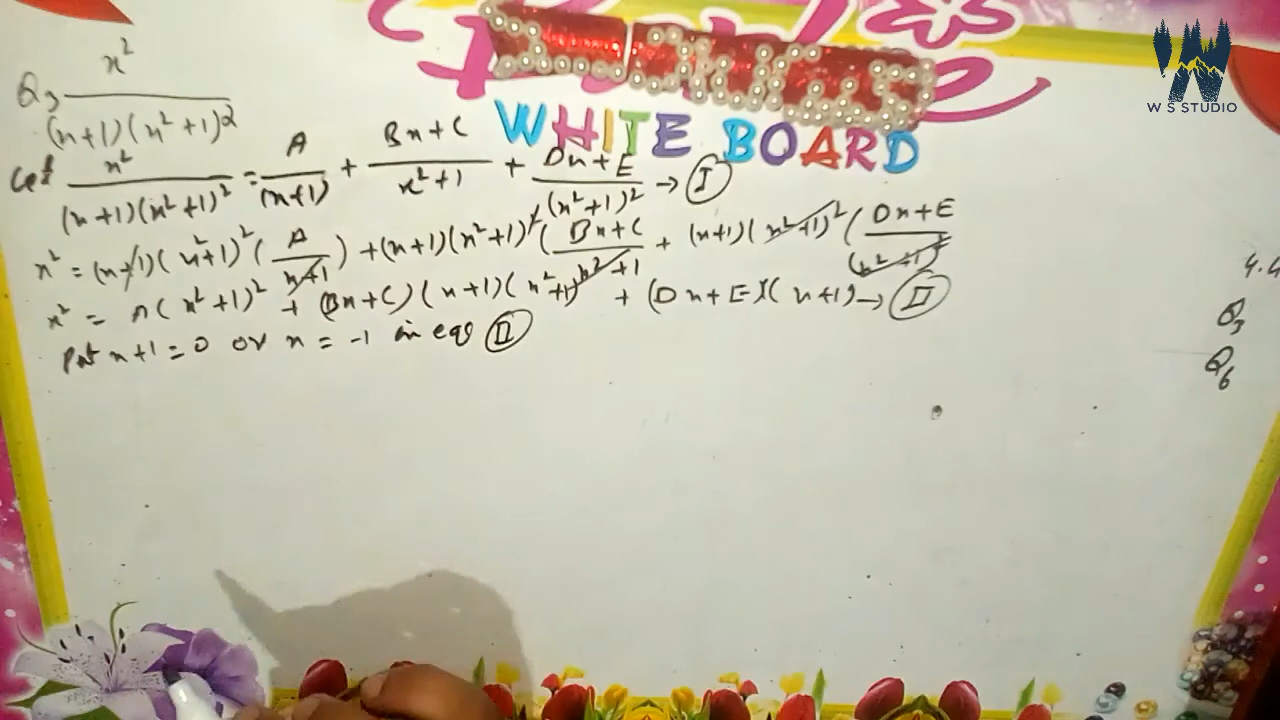 W S STUDIO
WHITE BOARD
Q3 x²
(x+1)(x²+1)²
Let x²/((x+1)(x²+1)²) = A/(x+1) + (Bx+C)/(x²+1) + (Dx+E)/(x²+1)² → I
x² = (x+1)(x²+1)² (A/(x+1)) + (x+1)(x²+1)² ((Bx+C)/(x²+1)) + (x+1)(x²+1)² ((Dx+E)/(x²+1)²)
x² = A(x²+1)² + (Bx+C)(x+1)(x²+1) + (Dx+E)(x+1) → II
Put x+1=0 or x = -1 in eq II
4.4
Q3
Q6